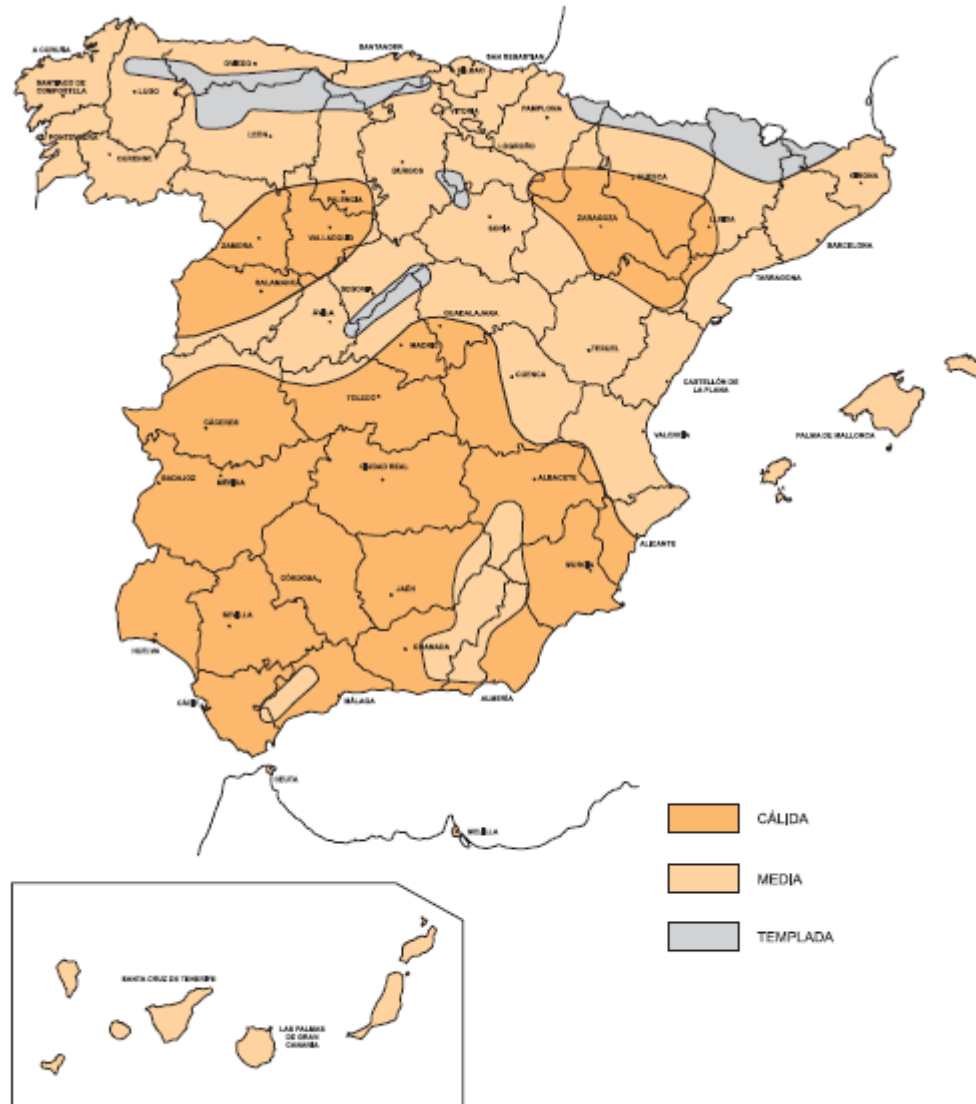 A CORUÑA
SANTIAGO DE
COMPOSTELA
LUGO
PONTEVEDRA
OURENSE
OVIEDO
SANTANDER
BILBAO
SAN SEBASTIAN
VITORIA
PAMPLONA
LEÓN
BURGOS
LOGROÑO
HUESCA
GIRONA
PALENCIA
ZAMORA
VALLADOLID
SORIA
ZARAGOZA
LLEIDA
BARCELONA
TARRAGONA
SALAMANCA
SEGOVIA
ÁVILA
GUADALAJARA
MADRID
TERUEL
CUENCA
CASTELLÓN DE
LA PLANA
TOLEDO
CÁCERES
VALENCIA
PALMA DE MALLORCA
BADAJOZ
MÉRIDA
CIUDAD REAL
ALBACETE
ALICANTE
CÓRDOBA
JAÉN
MURCIA
HUELVA
SEVILLA
GRANADA
CÁDIZ
MÁLAGA
ALMERÍA
CEUTA
MELILLA
CÁLIDA
MEDIA
TEMPLADA
SANTA CRUZ DE TENERIFE
LAS PALMAS
DE GRAN
CANARIA